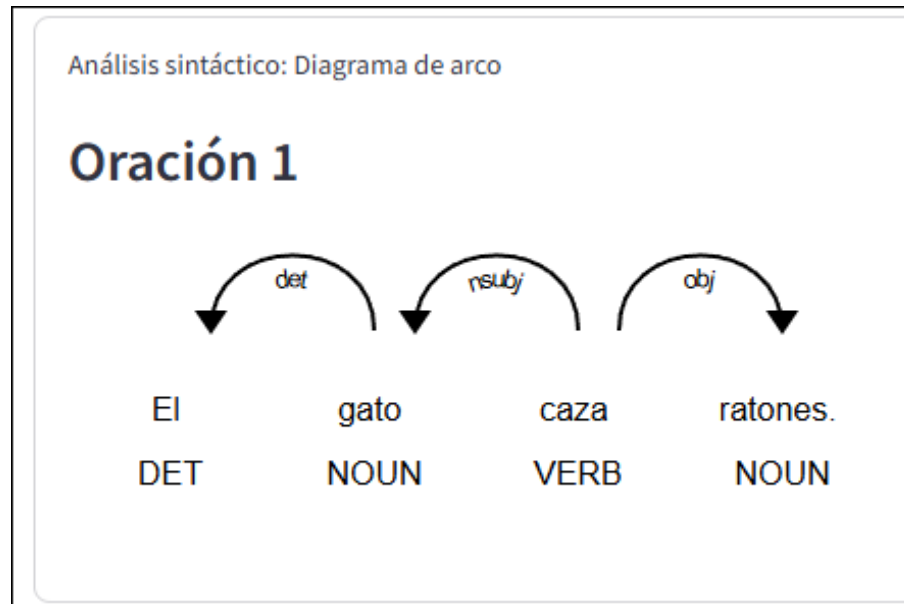 Análisis sintáctico: Diagrama de arco
Oración 1
det nsubj obj
El gato caza ratones.
DET NOUN VERB NOUN